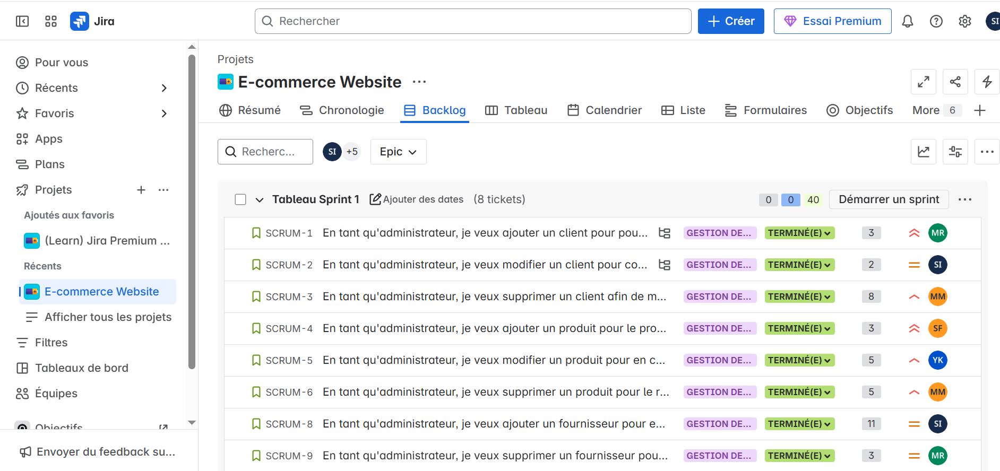 Jira
Rechercher
Créer
Essai Premium
SI
Pour vous
Récents
Favoris
Apps
Plans
Projets
Ajoutés aux favoris
(Learn) Jira Premium ...
Récents
E-commerce Website
Afficher tous les projets
Filtres
Tableaux de bord
Équipes
Objectifs
Envoyer du feedback su...
Projets
E-commerce Website
Résumé Chronologie Backlog Tableau Calendrier Liste Formulaires Objectifs More 6
Recherc... SI +5 Epic
Tableau Sprint 1 Ajouter des dates (8 tickets) 0 0 40 Démarrer un sprint
SCRUM-1 En tant qu'administrateur, je veux ajouter un client pour pou... GESTION DE... TERMINÉ(E) 3 MR
SCRUM-2 En tant qu'administrateur, je veux modifier un client pour co... GESTION DE... TERMINÉ(E) 2 SI
SCRUM-3 En tant qu'administrateur, je veux supprimer un client afin de m... GESTION DE... TERMINÉ(E) 8 MM
SCRUM-4 En tant qu'administrateur, je veux ajouter un produit pour le pro... GESTION DE... TERMINÉ(E) 3 SF
SCRUM-5 En tant qu'administrateur, je veux modifier un produit pour en c... GESTION DE... TERMINÉ(E) 5 YK
SCRUM-6 En tant qu'administrateur, je veux supprimer un produit pour le r... GESTION DE... TERMINÉ(E) 5 MM
SCRUM-8 En tant qu'administrateur, je veux ajouter un fournisseur pour e... GESTION DE... TERMINÉ(E) 11 SI
SCRUM-9 En tant qu'administrateur, je veux supprimer un fournisseur pou... GESTION DE... TERMINÉ(E) 3 MR